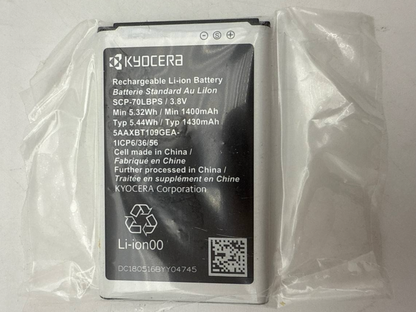 KYOCERA
Rechargeable Li-ion Battery
Batterie Standard Au LiIon
SCP-70LBPS / 3.8V
Min 5.32Wh / Min 1400mAh
Typ 5.44Wh / Typ 1430mAh
5AAXBT109GEA-
1ICP6/36/56
Cell made in China /
Fabriqué en Chine
Further processed in China /
Traitée en supplément en Chine
KYOCERA Corporation
Li-ion00
DC180516BYY04745